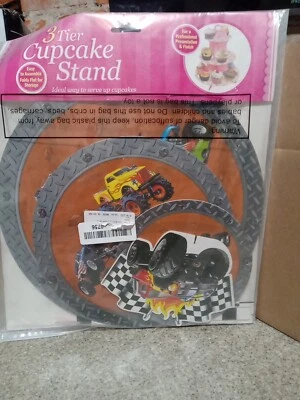 3 Tier
Cupcake
Stand
Ideal way to serve up cupcakes
Easy
to Assemble
Folds Flat for
Storage
For a
Professional
Presentation
& Finish
Warning
To avoid danger of suffocation, keep this plastic bag away from
babies and children. Do not use this bag in cribs, beds, carriages,
or playpens. This bag is not a toy.